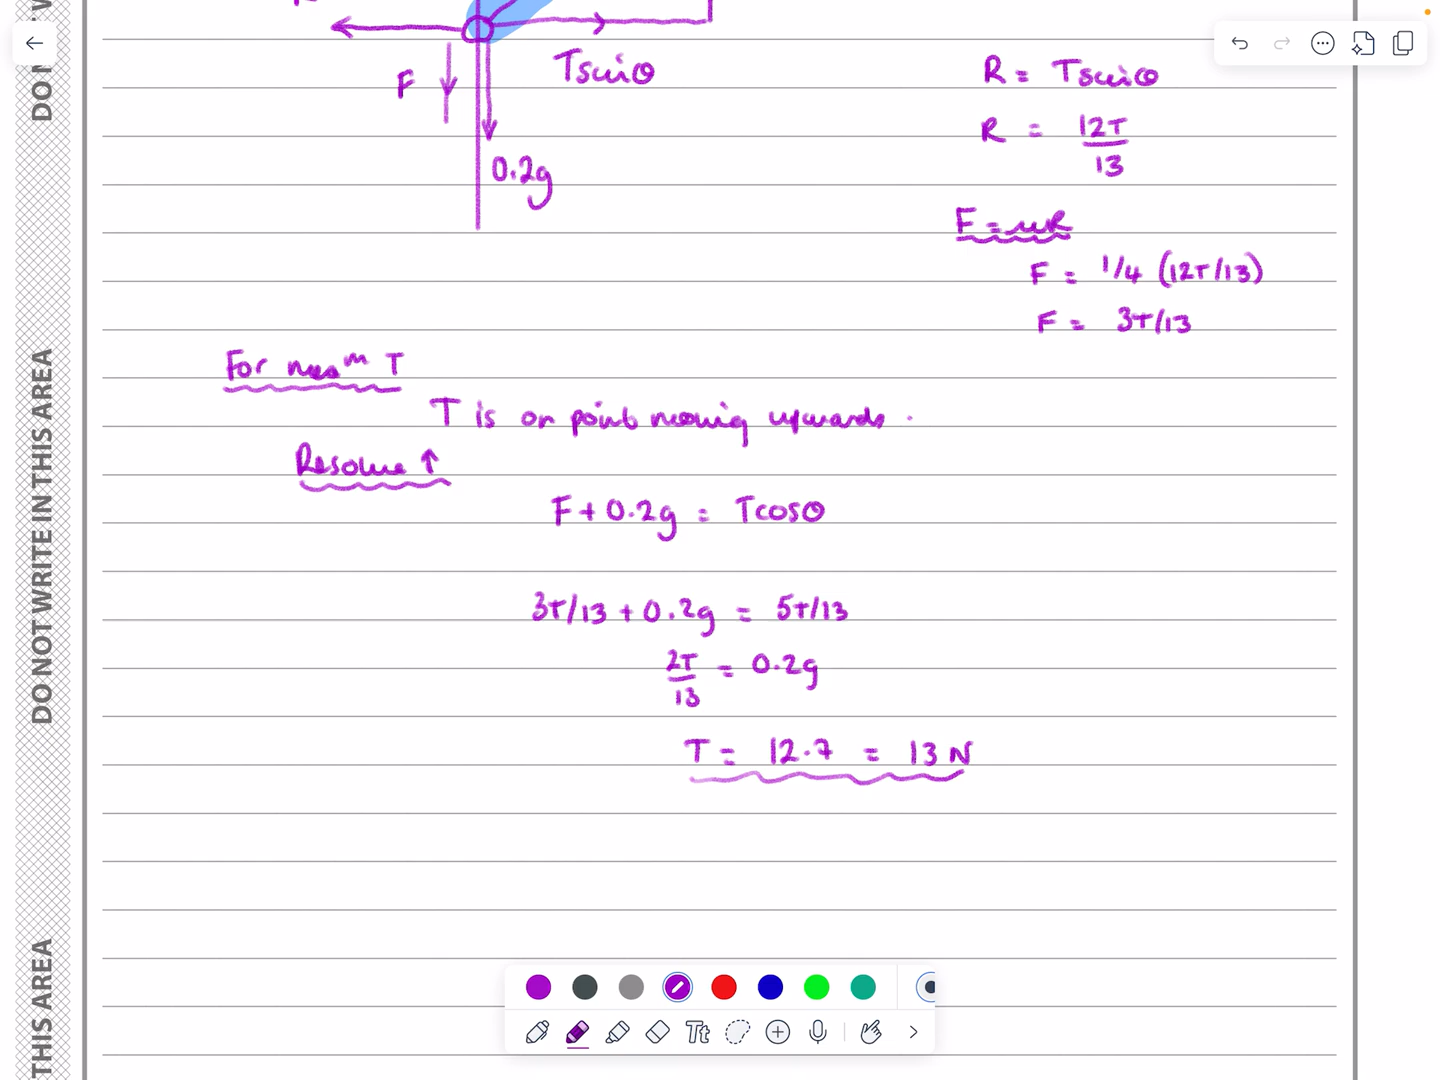 F
Tsinθ
0.2g
R = Tsinθ
R = 12T/13
F = μR
F = 1/4 (12T/13)
F = 3T/13
For max^m T
T is on point moving upwards.
Resolve ↑
F + 0.2g = Tcosθ
3T/13 + 0.2g = 5T/13
2T/13 = 0.2g
T = 12.7 = 13 N
DO NOT WRITE IN THIS AREA
THIS AREA
DO N
Tt